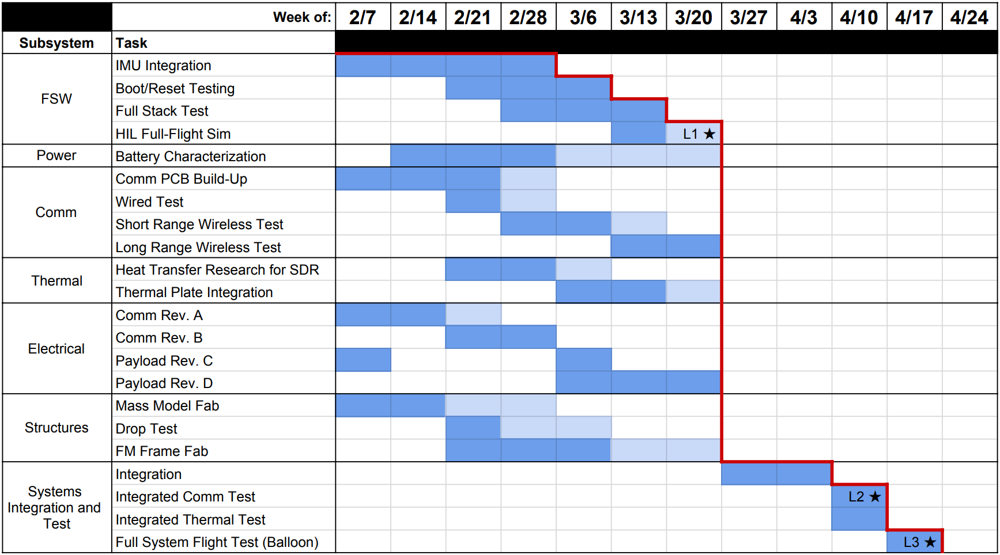 Week of: 2/7 2/14 2/21 2/28 3/6 3/13 3/20 3/27 4/3 4/10 4/17 4/24
Subsystem Task
FSW
IMU Integration
Boot/Reset Testing
Full Stack Test
HIL Full-Flight Sim L1 ★
Power
Battery Characterization
Comm
Comm PCB Build-Up
Wired Test
Short Range Wireless Test
Long Range Wireless Test
Thermal
Heat Transfer Research for SDR
Thermal Plate Integration
Electrical
Comm Rev. A
Comm Rev. B
Payload Rev. C
Payload Rev. D
Structures
Mass Model Fab
Drop Test
FM Frame Fab
Systems
Integration and
Test
Integration
Integrated Comm Test L2 ★
Integrated Thermal Test
Full System Flight Test (Balloon) L3 ★